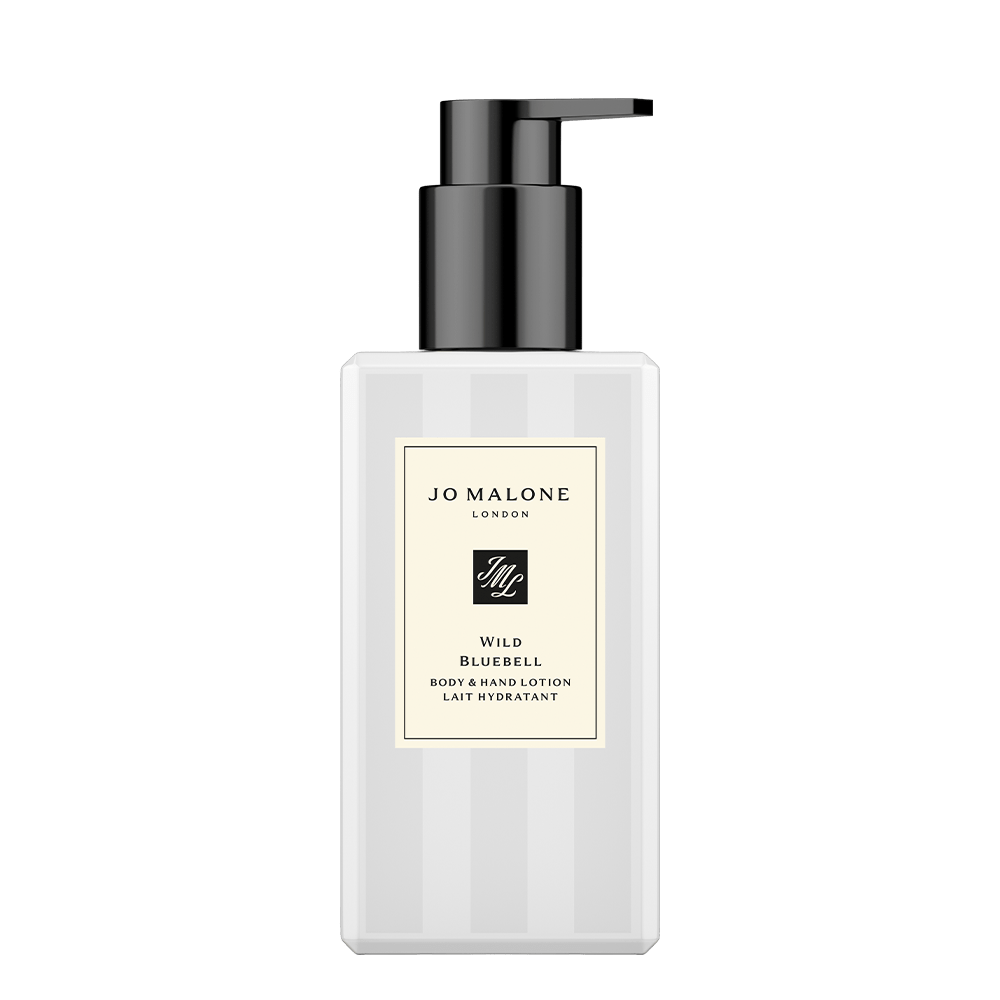 JO MALONE
LONDON
JML
WILD
BLUEBELL
BODY & HAND LOTION
LAIT HYDRATANT